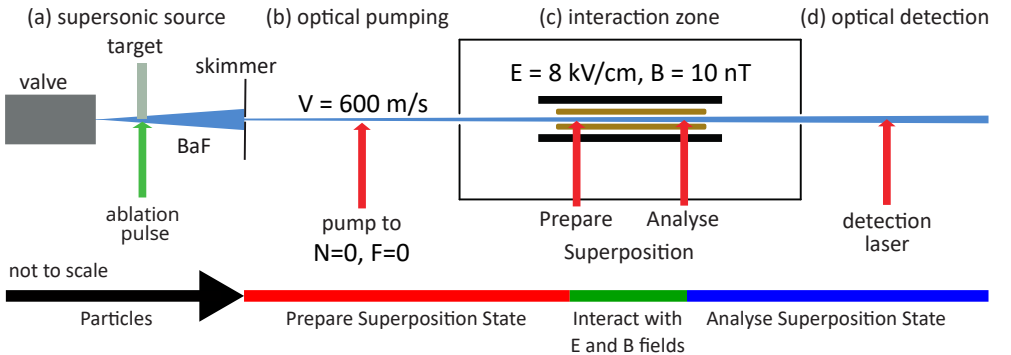 (a) supersonic source
(b) optical pumping
(c) interaction zone
(d) optical detection
target
valve
skimmer
BaF
V = 600 m/s
E = 8 kV/cm, B = 10 nT
ablation
pulse
pump to
N=0, F=0
Prepare
Analyse
Superposition
detection
laser
not to scale
Particles
Prepare Superposition State
Interact with
E and B fields
Analyse Superposition State